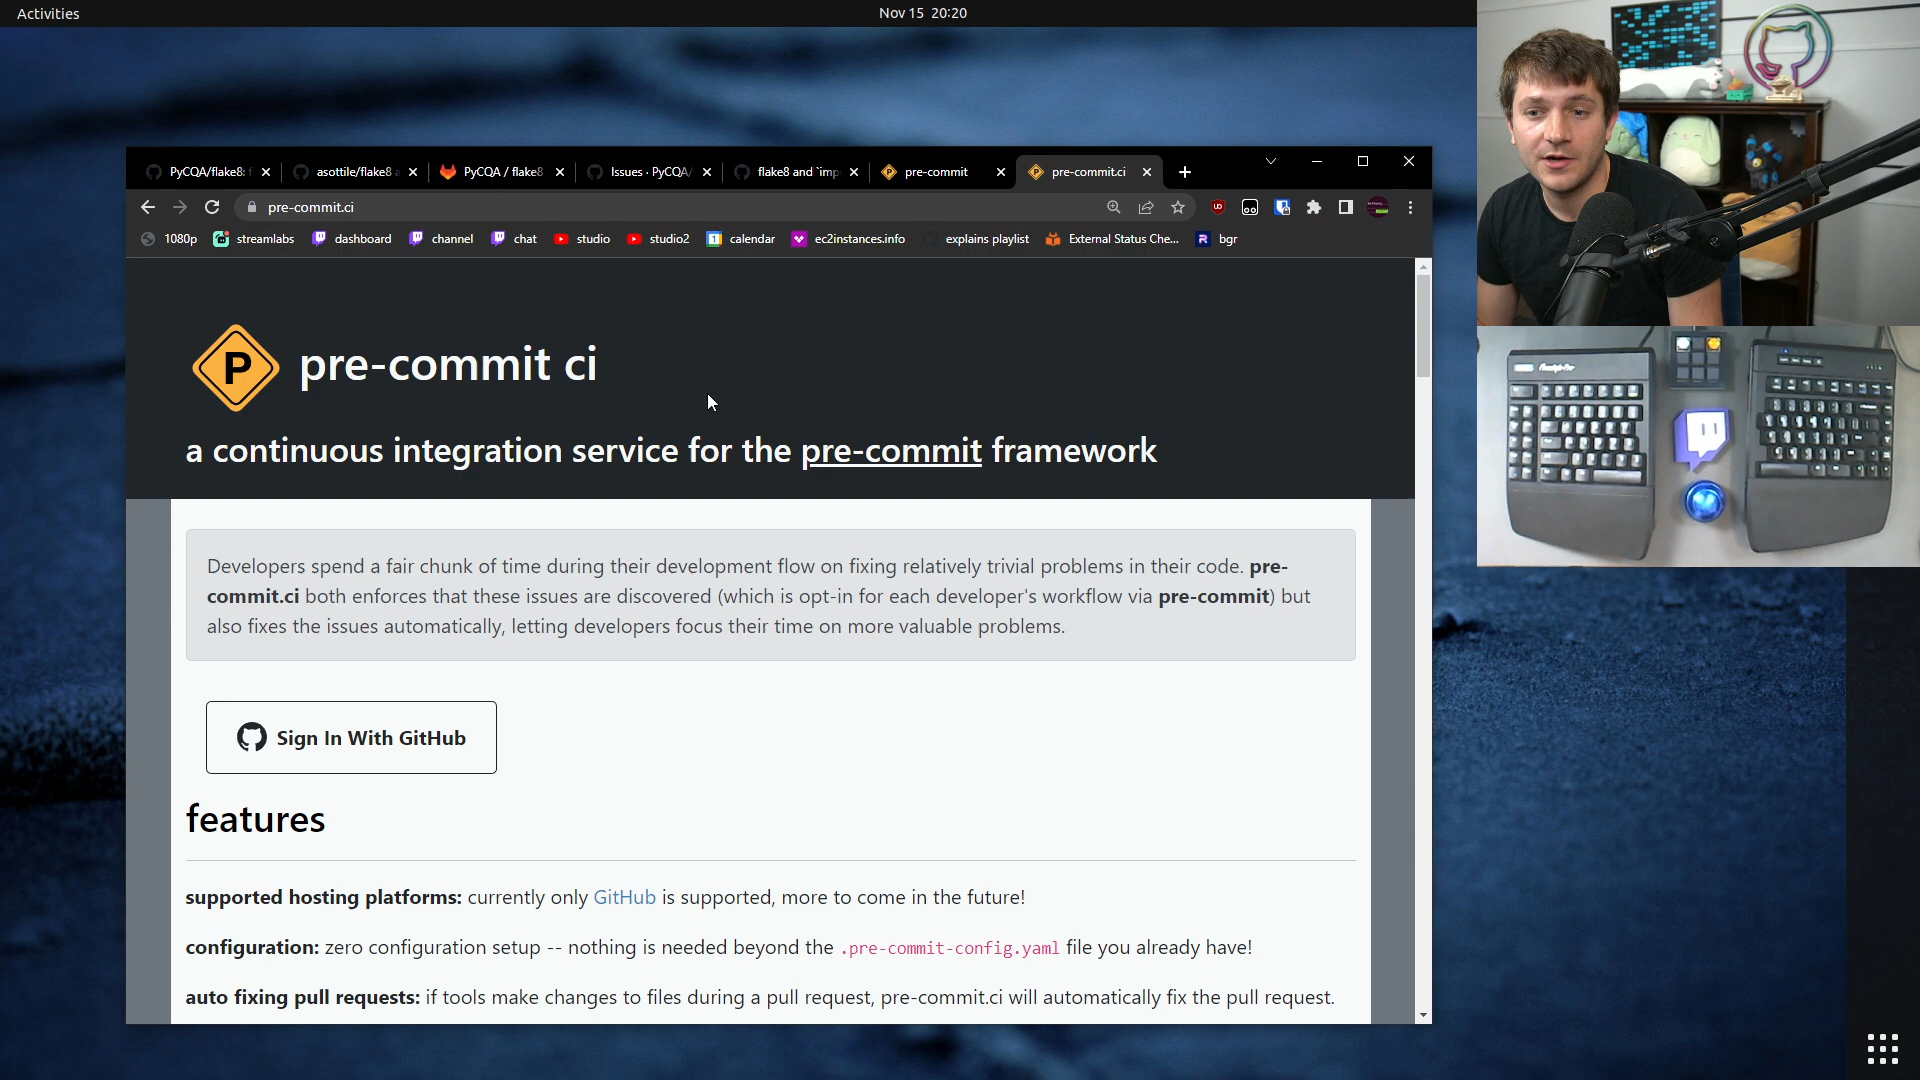 Activities
Nov 15 20:20
PyCQA/flake8: f
asottile/flake8 a
PyCQA / flake8
Issues · PyCQA/
flake8 and `imp
pre-commit
pre-commit.ci
pre-commit.ci
1080p
streamlabs
dashboard
channel
chat
studio
studio2
calendar
ec2instances.info
explains playlist
External Status Che...
bgr
P
pre-commit ci
a continuous integration service for the pre-commit framework
Developers spend a fair chunk of time during their development flow on fixing relatively trivial problems in their code. pre-
commit.ci both enforces that these issues are discovered (which is opt-in for each developer's workflow via pre-commit) but
also fixes the issues automatically, letting developers focus their time on more valuable problems.
Sign In With GitHub
features
supported hosting platforms: currently only GitHub is supported, more to come in the future!
configuration: zero configuration setup -- nothing is needed beyond the .pre-commit-config.yaml file you already have!
auto fixing pull requests: if tools make changes to files during a pull request, pre-commit.ci will automatically fix the pull request.